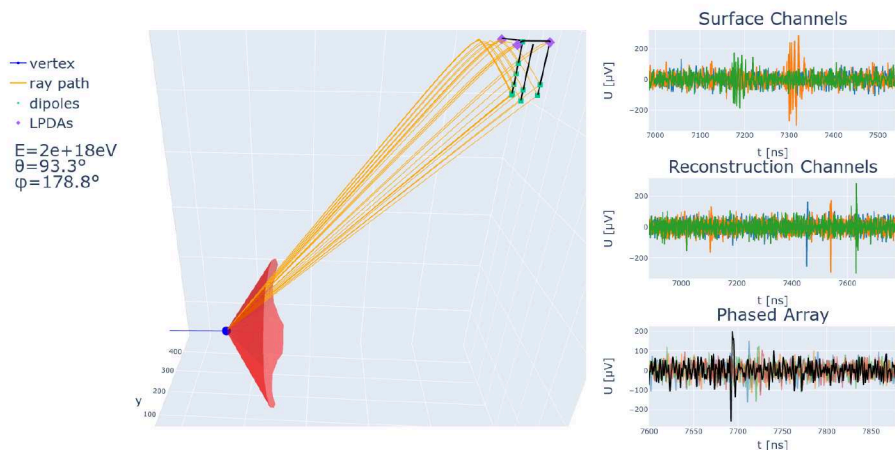 vertex
ray path
dipoles
LPDAs
E=2e+18eV
θ=93.3°
φ=178.8°
400
300
200
y
100
Surface Channels
U [μV]
200
0
−200
7000
7100
7200
7300
7400
7500
t [ns]
Reconstruction Channels
U [μV]
200
0
−200
7000
7200
7400
7600
t [ns]
Phased Array
U [μV]
200
100
0
−100
−200
7600
7650
7700
7750
7800
7850
t [ns]